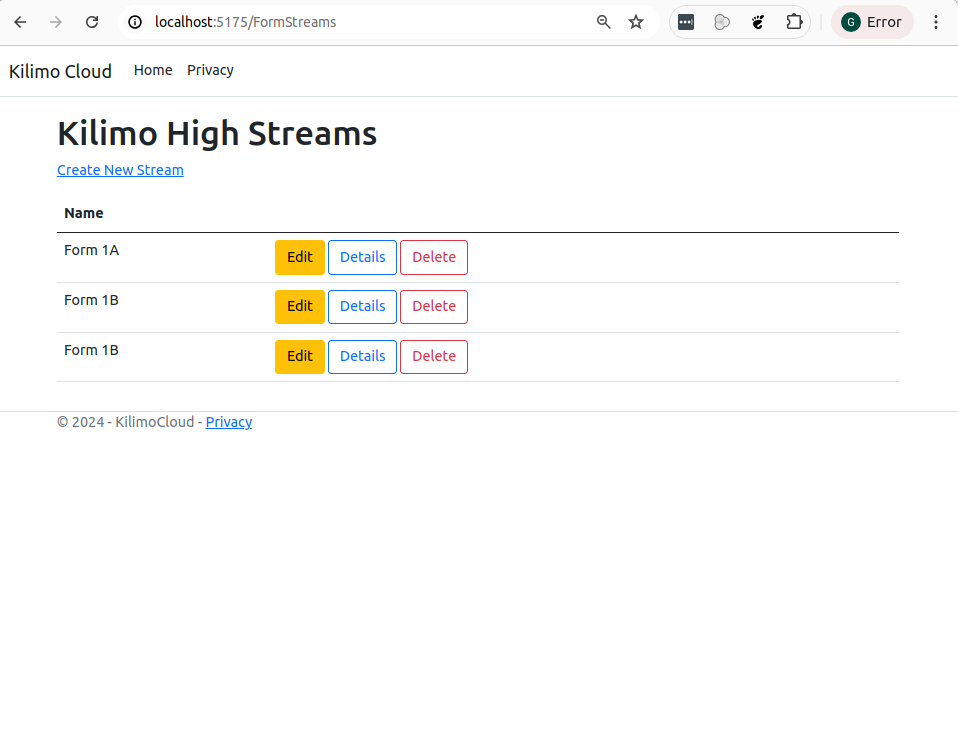 localhost:5175/FormStreams G Error
Kilimo Cloud Home Privacy
Kilimo High Streams
Create New Stream
Name
Form 1A Edit Details Delete
Form 1B Edit Details Delete
Form 1B Edit Details Delete
© 2024 - KilimoCloud - Privacy